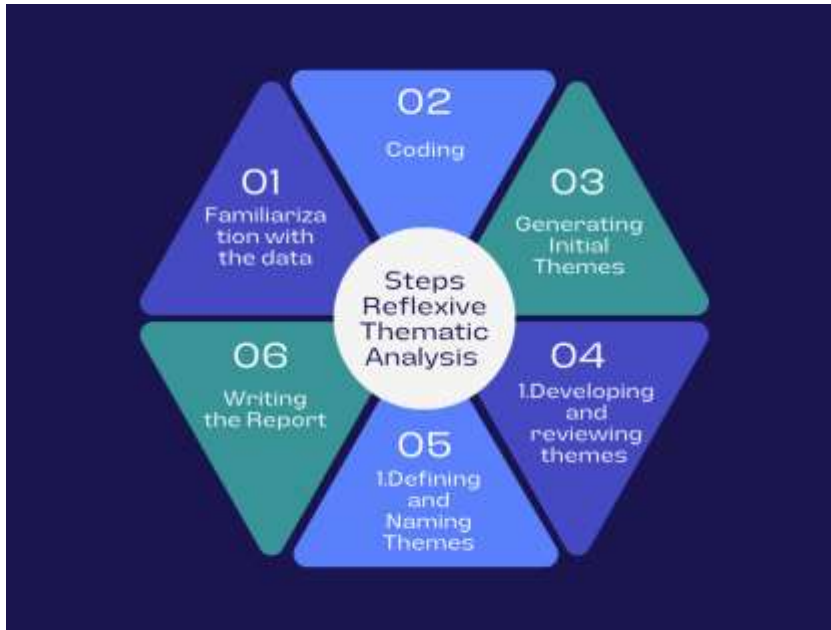 01
Familiariza
tion with
the data
02
Coding
03
Generating
Initial
Themes
04
1.Developing
and
reviewing
themes
05
1.Defining
and
Naming
Themes
06
Writing
the Report
Steps
Reflexive
Thematic
Analysis